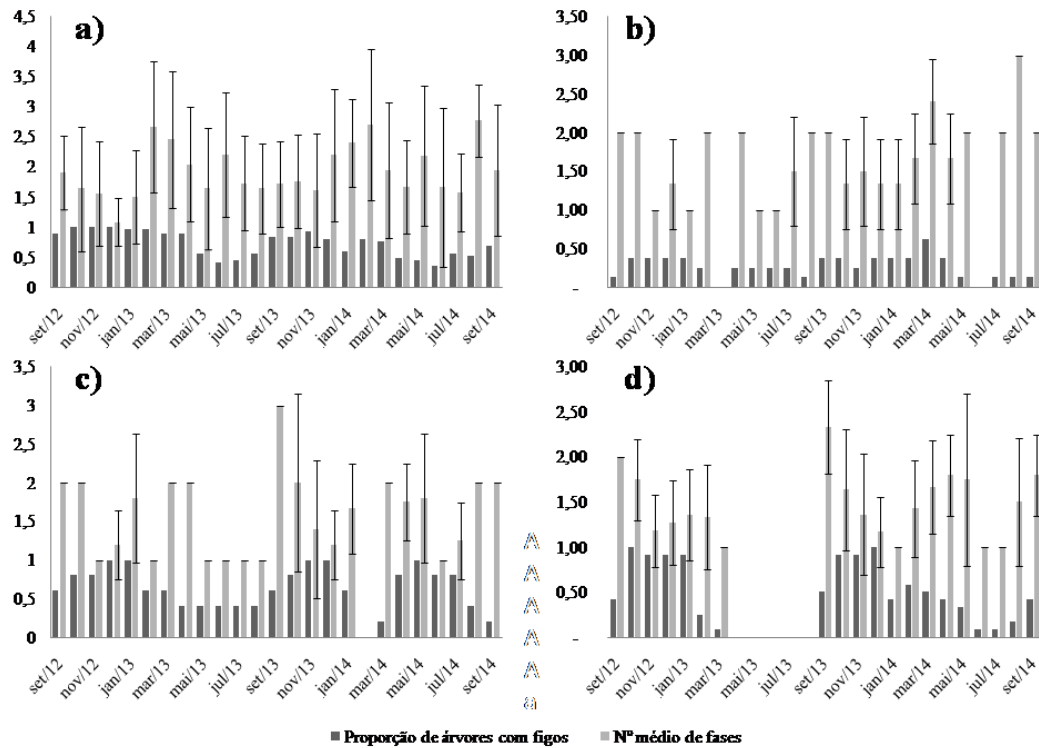 a)
4,5
4
3,5
3
2,5
2
1,5
1
0,5
0
set/12 nov/12 jan/13 mar/13 mai/13 jul/13 set/13 nov/13 jan/14 mar/14 mai/14 jul/14 set/14
b)
3,50
3,00
2,50
2,00
1,50
1,00
0,50
-
set/12 nov/12 jan/13 mar/13 mai/13 jul/13 set/13 nov/13 jan/14 mar/14 mai/14 jul/14 set/14
c)
3,5
3
2,5
2
1,5
1
0,5
0
set/12 nov/12 jan/13 mar/13 mai/13 jul/13 set/13 nov/13 jan/14 mar/14 mai/14 jul/14 set/14
A
A
A
A
A
a
d)
3,00
2,50
2,00
1,50
1,00
0,50
-
set/12 nov/12 jan/13 mar/13 mai/13 jul/13 set/13 nov/13 jan/14 mar/14 mai/14 jul/14 set/14
Proporção de árvores com figos Nº médio de fases